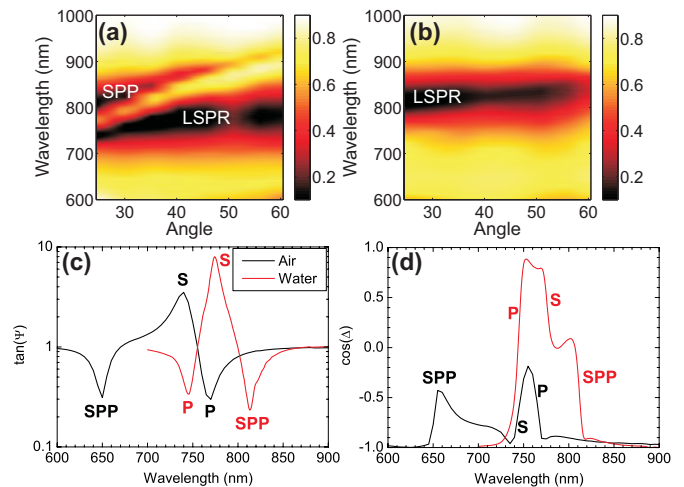 (a)
SPP
LSPR
Wavelength (nm)
1000
900
800
700
600
30
40
50
60
Angle
0.8
0.6
0.4
0.2
(b)
LSPR
Wavelength (nm)
1000
900
800
700
600
30
40
50
60
Angle
0.8
0.6
0.4
0.2
(c)
S
S
Air
Water
SPP
P
P
SPP
tan(Ψ)
10
1
0.1
600
650
700
750
800
850
900
Wavelength (nm)
(d)
P
S
SPP
SPP
P
S
cos(Δ)
1.0
0.5
0.0
-0.5
-1.0
600
650
700
750
800
850
900
Wavelength (nm)